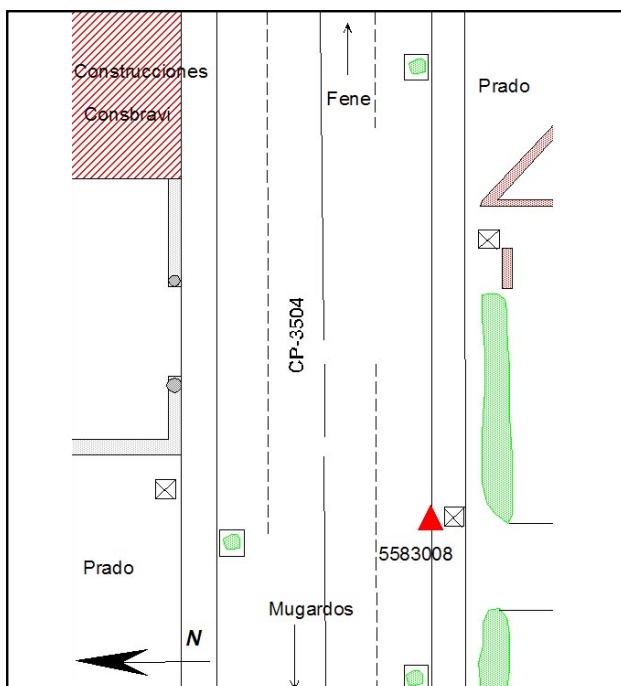 Construcciones
Consbravi
Fene
Prado
CP-3504
5583008
Prado
Mugardos
N